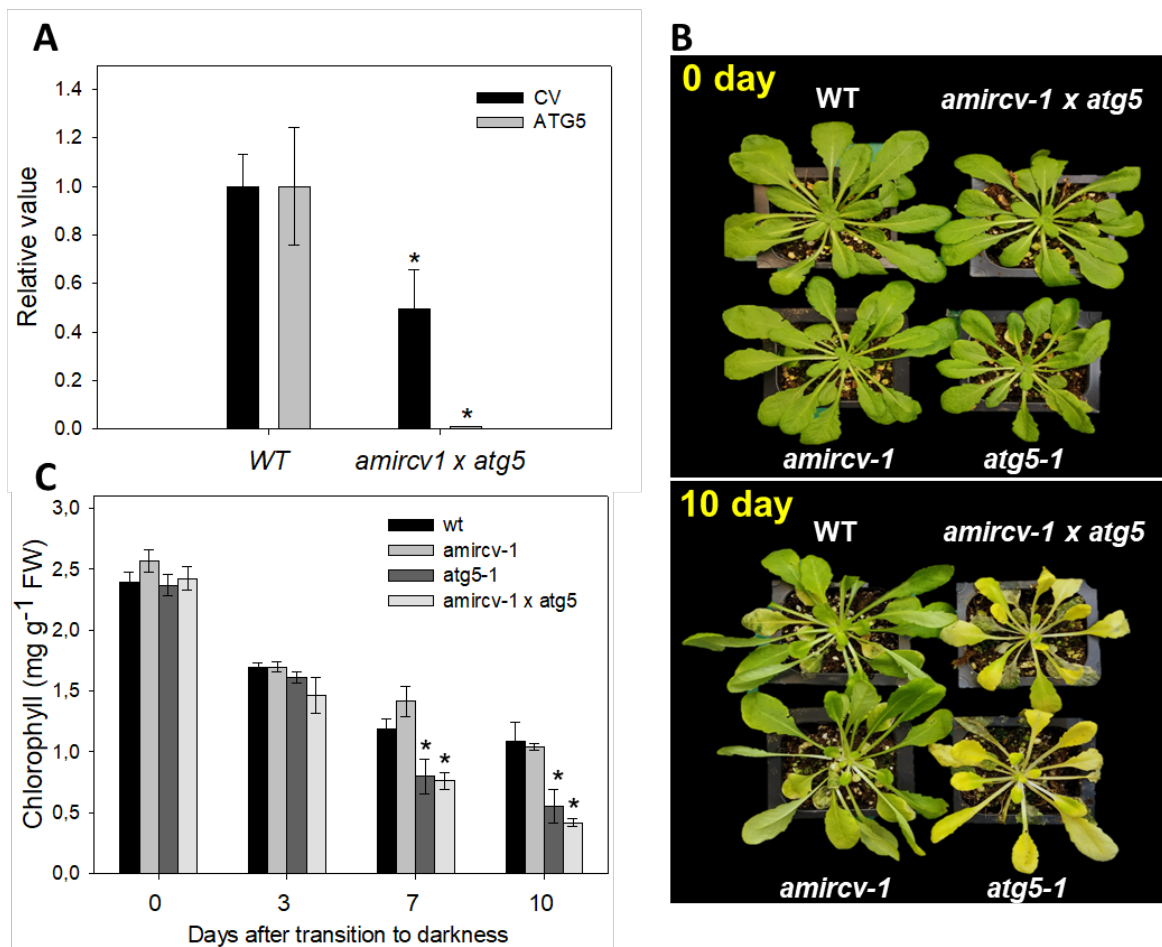 A
1.4
1.2
1.0
0.8
0.6
0.4
0.2
0.0
Relative value
CV
ATG5
*
*
WT
amircv1 x atg5
B
0 day
WT
amircv-1 x atg5
amircv-1
atg5-1
10 day
WT
amircv-1 x atg5
amircv-1
atg5-1
C
3,0
2,5
2,0
1,5
1,0
0,5
0,0
Chlorophyll (mg g-1 FW)
wt
amircv-1
atg5-1
amircv-1 x atg5
* *
* *
0 3 7 10
Days after transition to darkness